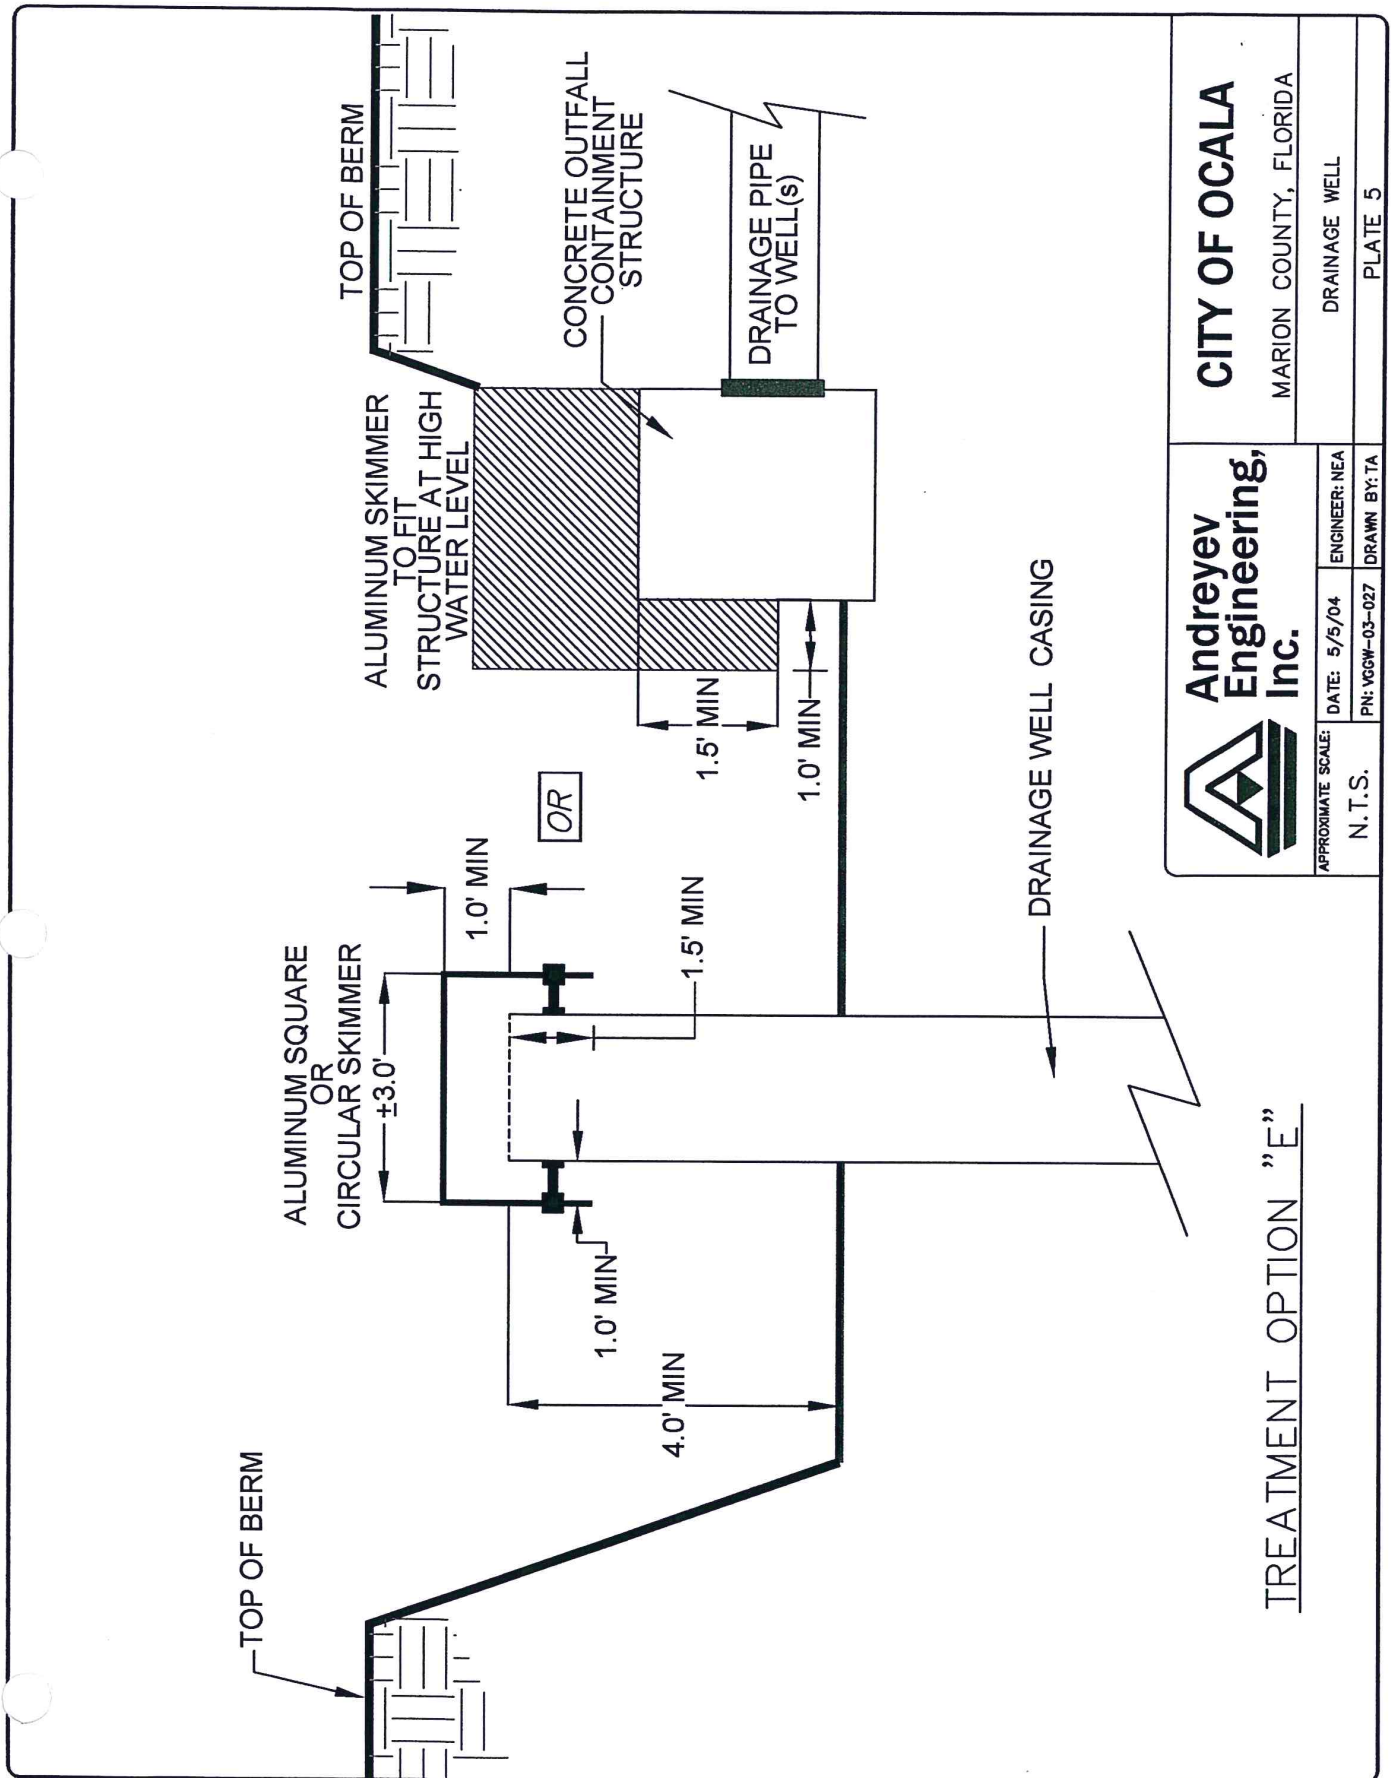 TOP OF BERM
ALUMINUM SQUARE
OR
CIRCULAR SKIMMER
±3.0'
1.0' MIN
OR
1.5' MIN
1.0' MIN
4.0' MIN
ALUMINUM SKIMMER
TO FIT
STRUCTURE AT HIGH
WATER LEVEL
TOP OF BERM
1.5' MIN
1.0' MIN
CONCRETE OUTFALL
CONTAINMENT
STRUCTURE
DRAINAGE PIPE
TO WELL(s)
DRAINAGE WELL CASING
TREATMENT OPTION "E"
Andreyev
Engineering,
Inc.
CITY OF OCALA
MARION COUNTY, FLORIDA
APPROXIMATE SCALE:
N.T.S.
DATE: 5/5/04
ENGINEER: NEA
PN: VGGW-03-027
DRAWN BY: TA
DRAINAGE WELL
PLATE 5